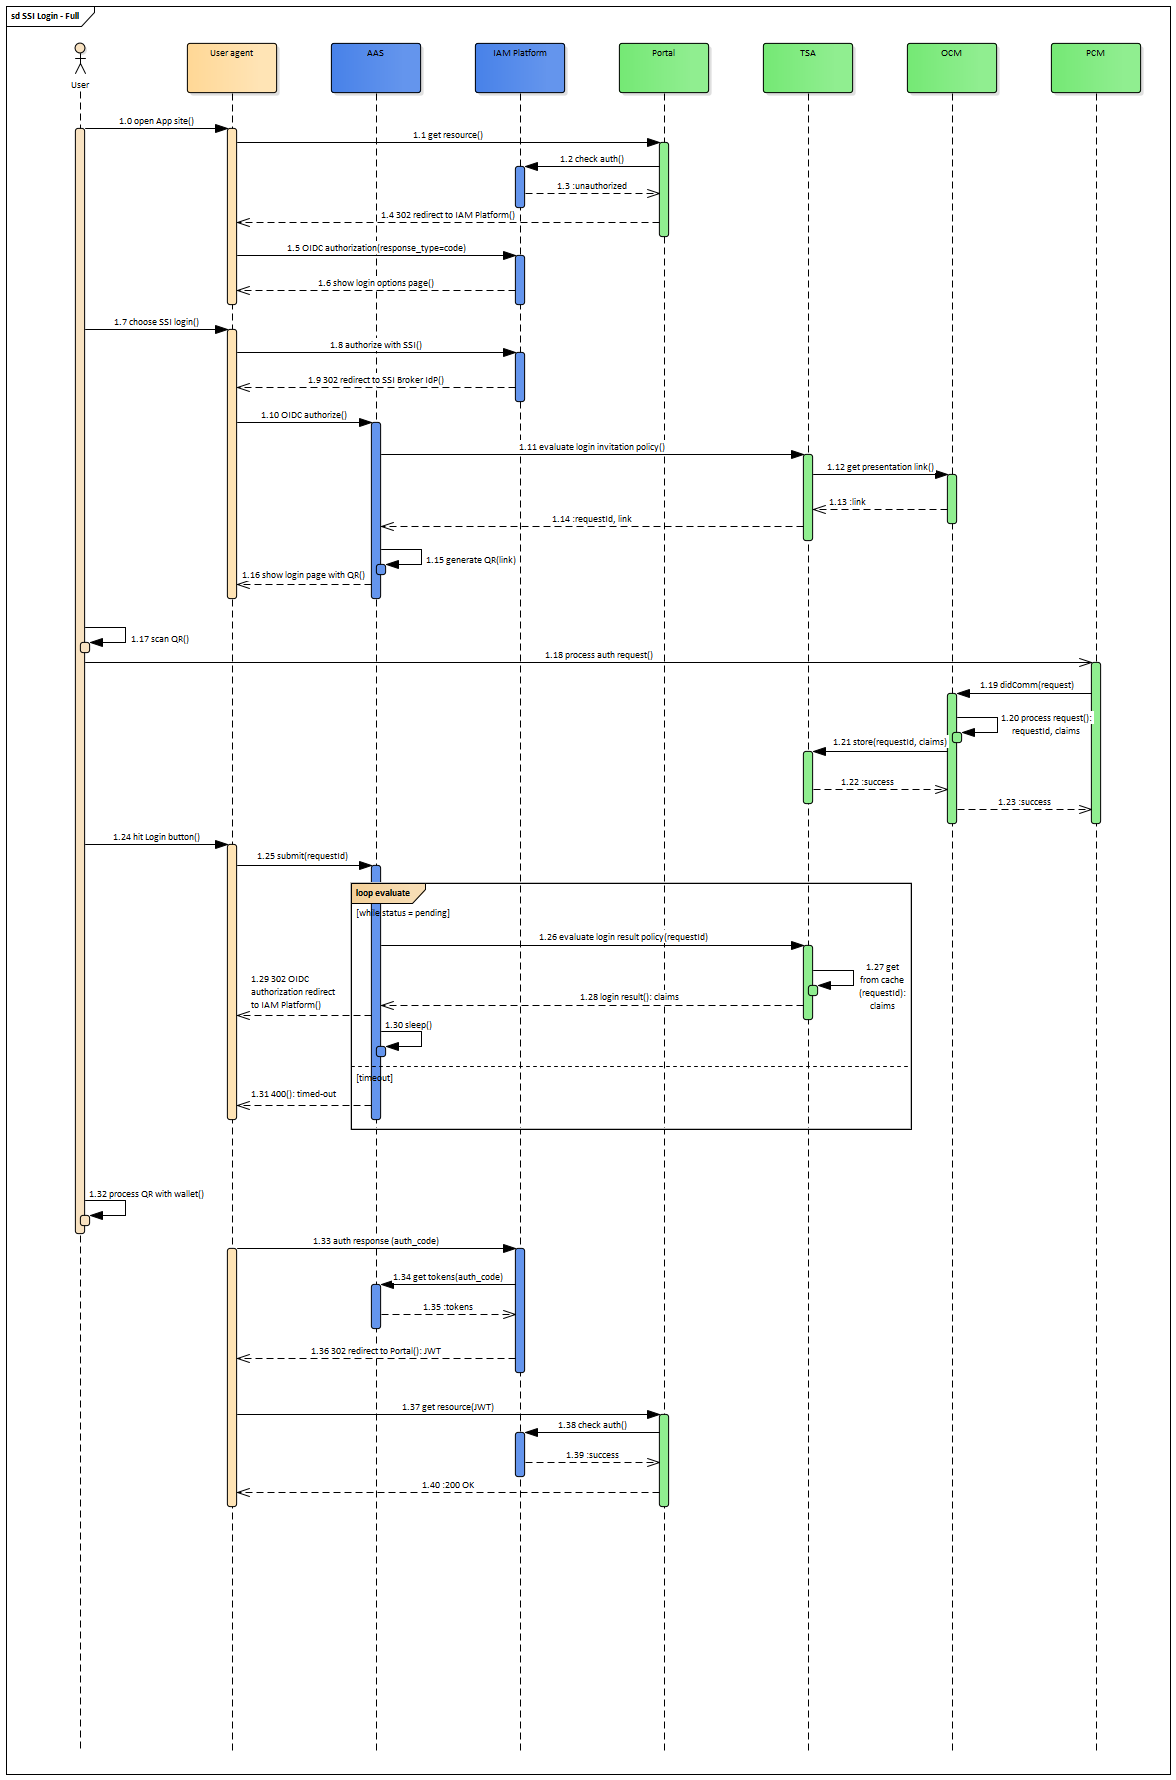 sd SSI Login - Full
User
User agent
AAS
IAM Platform
Portal
TSA
OCM
PCM
1.0 open App site()
1.1 get resource()
1.2 check auth()
1.3 :unauthorized
1.4 302 redirect to IAM Platform()
1.5 OIDC authorization(response_type=code)
1.6 show login options page()
1.7 choose SSI login()
1.8 authorize with SSI()
1.9 302 redirect to SSI Broker IdP()
1.10 OIDC authorize()
1.11 evaluate login invitation policy()
1.12 get presentation link()
1.13 :link
1.14 :requestId, link
1.15 generate QR(link)
1.16 show login page with QR()
1.17 scan QR()
1.18 process auth request()
1.19 didComm(request)
1.20 process request():
requestId, claims
1.21 store(requestId, claims)
1.22 :success
1.23 :success
1.24 hit Login button()
1.25 submit(requestId)
loop evaluate
[while status = pending]
1.26 evaluate login result policy(requestId)
1.27 get
from cache
(requestId):
claims
1.28 login result(): claims
1.29 302 OIDC
authorization redirect
to IAM Platform()
1.30 sleep()
[timeout]
1.31 400(): timed-out
1.32 process QR with wallet()
1.33 auth response (auth_code)
1.34 get tokens(auth_code)
1.35 :tokens
1.36 302 redirect to Portal(): JWT
1.37 get resource(JWT)
1.38 check auth()
1.39 :success
1.40 :200 OK